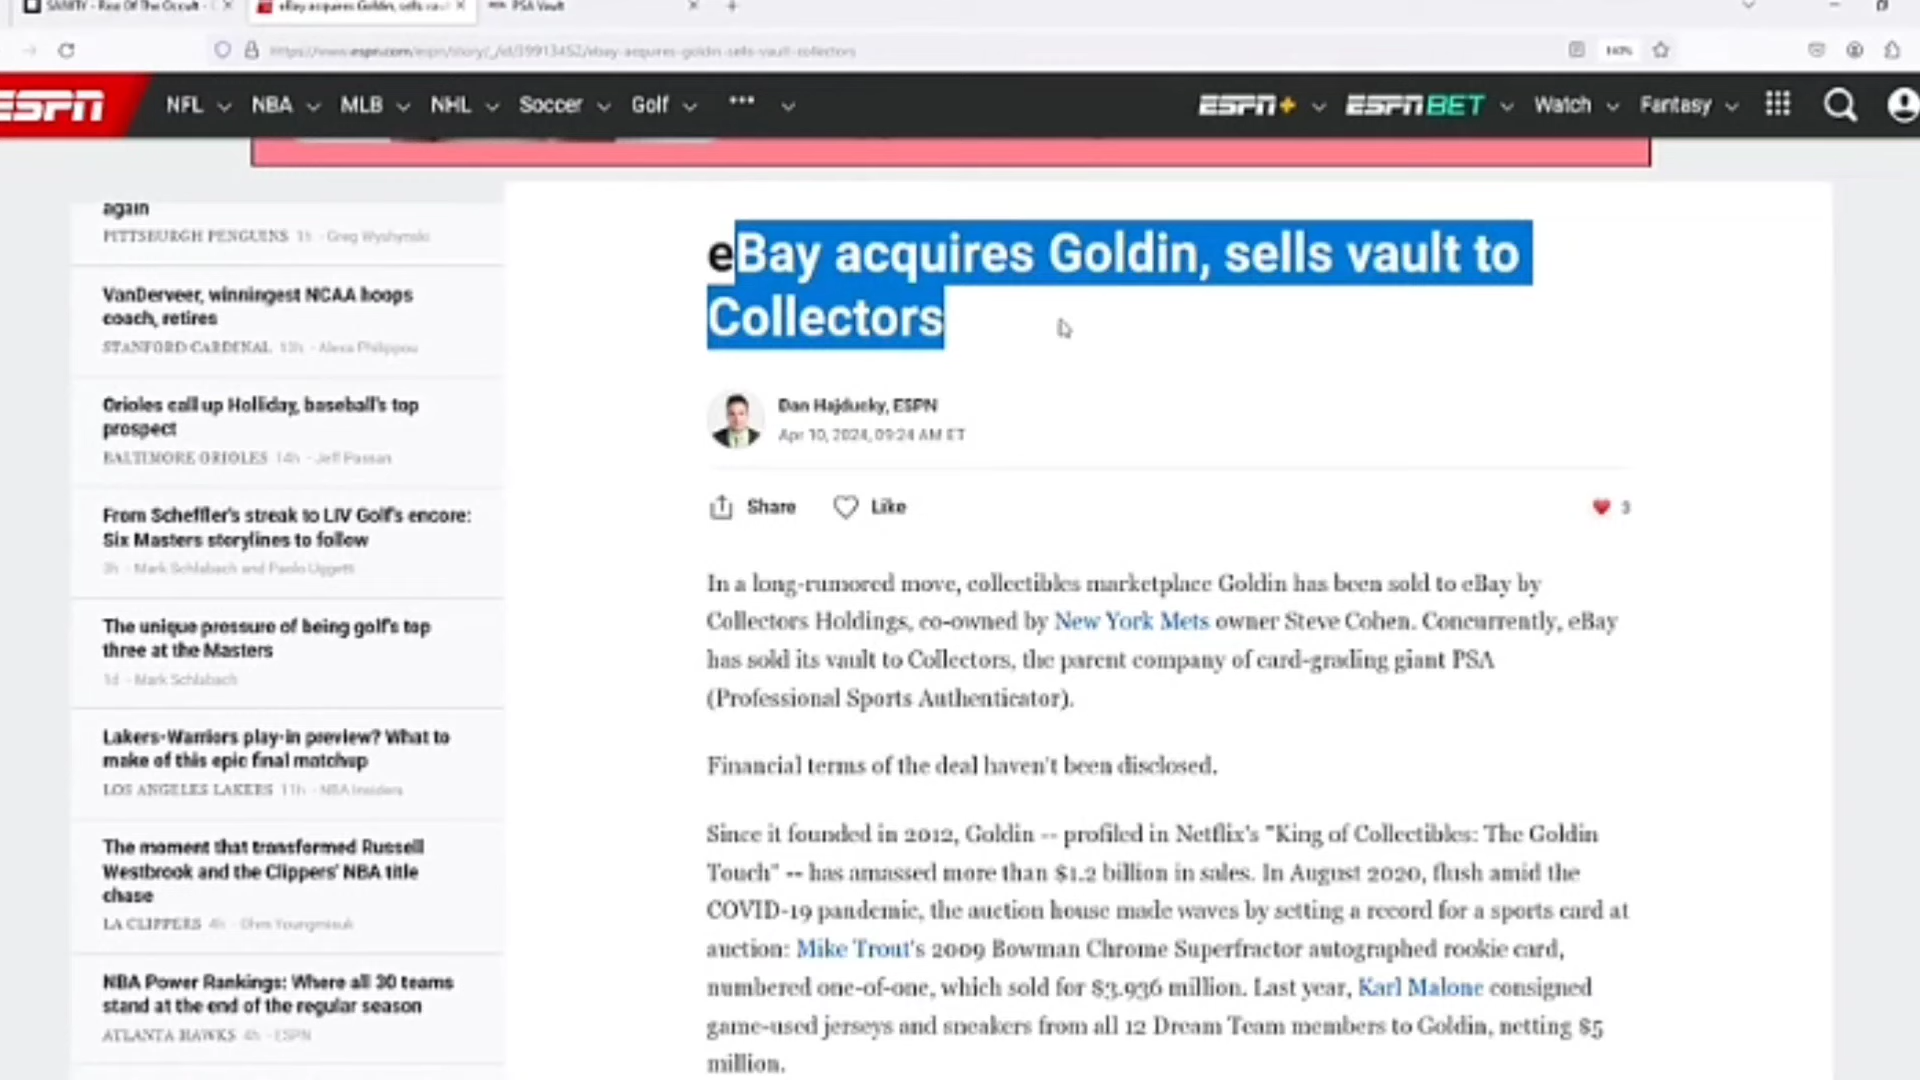 SANITY - Rise Of The Occult -
eBay acquires Goldin, sells vau
PSA Vault
https://www.espn.com/espn/story/_/id/39913452/ebay-acquires-goldin-sells-vault-collectors
140%
ESPN NFL NBA MLB NHL Soccer Golf ••• ESPN+ ESPN BET Watch Fantasy
again
PITTSBURGH PENGUINS 1h - Greg Wyshynski
VanDerveer, winningest NCAA hoops
coach, retires
STANFORD CARDINAL 13h - Alexa Philippou
Orioles call up Holliday, baseball's top
prospect
BALTIMORE ORIOLES 14h - Jeff Passan
From Scheffler's streak to LIV Golf's encore:
Six Masters storylines to follow
3h - Mark Schlabach and Paolo Uggetti
The unique pressure of being golf's top
three at the Masters
1d - Mark Schlabach
Lakers-Warriors play-in preview? What to
make of this epic final matchup
LOS ANGELES LAKERS 11h - NBA Insiders
The moment that transformed Russell
Westbrook and the Clippers' NBA title
chase
LA CLIPPERS 4h - Ohm Youngmisuk
NBA Power Rankings: Where all 30 teams
stand at the end of the regular season
ATLANTA HAWKS 4h - ESPN
eBay acquires Goldin, sells vault to
Collectors
Dan Hajducky, ESPN
Apr 10, 2024, 09:24 AM ET
Share Like 3
In a long-rumored move, collectibles marketplace Goldin has been sold to eBay by
Collectors Holdings, co-owned by New York Mets owner Steve Cohen. Concurrently, eBay
has sold its vault to Collectors, the parent company of card-grading giant PSA
(Professional Sports Authenticator).
Financial terms of the deal haven't been disclosed.
Since it founded in 2012, Goldin -- profiled in Netflix's "King of Collectibles: The Goldin
Touch" -- has amassed more than $1.2 billion in sales. In August 2020, flush amid the
COVID-19 pandemic, the auction house made waves by setting a record for a sports card at
auction: Mike Trout's 2009 Bowman Chrome Superfractor autographed rookie card,
numbered one-of-one, which sold for $3.936 million. Last year, Karl Malone consigned
game-used jerseys and sneakers from all 12 Dream Team members to Goldin, netting $5
million.